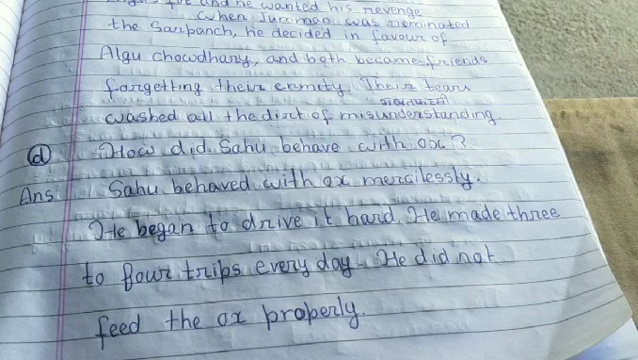 foe and he wanted his revenge
When Jumman was nominated
the Sarpanch, he decided in favour of
Algu chowdhary, and both became friends
forgetting their enmity. Their tears
washed all the dirt of misunderstanding.
(d) How did Sahu behave with ox?
Ans Sahu behaved with ox mercilessly.
He began to drive it hard. He made three
to four trips every day. He did not
feed the ox properly.